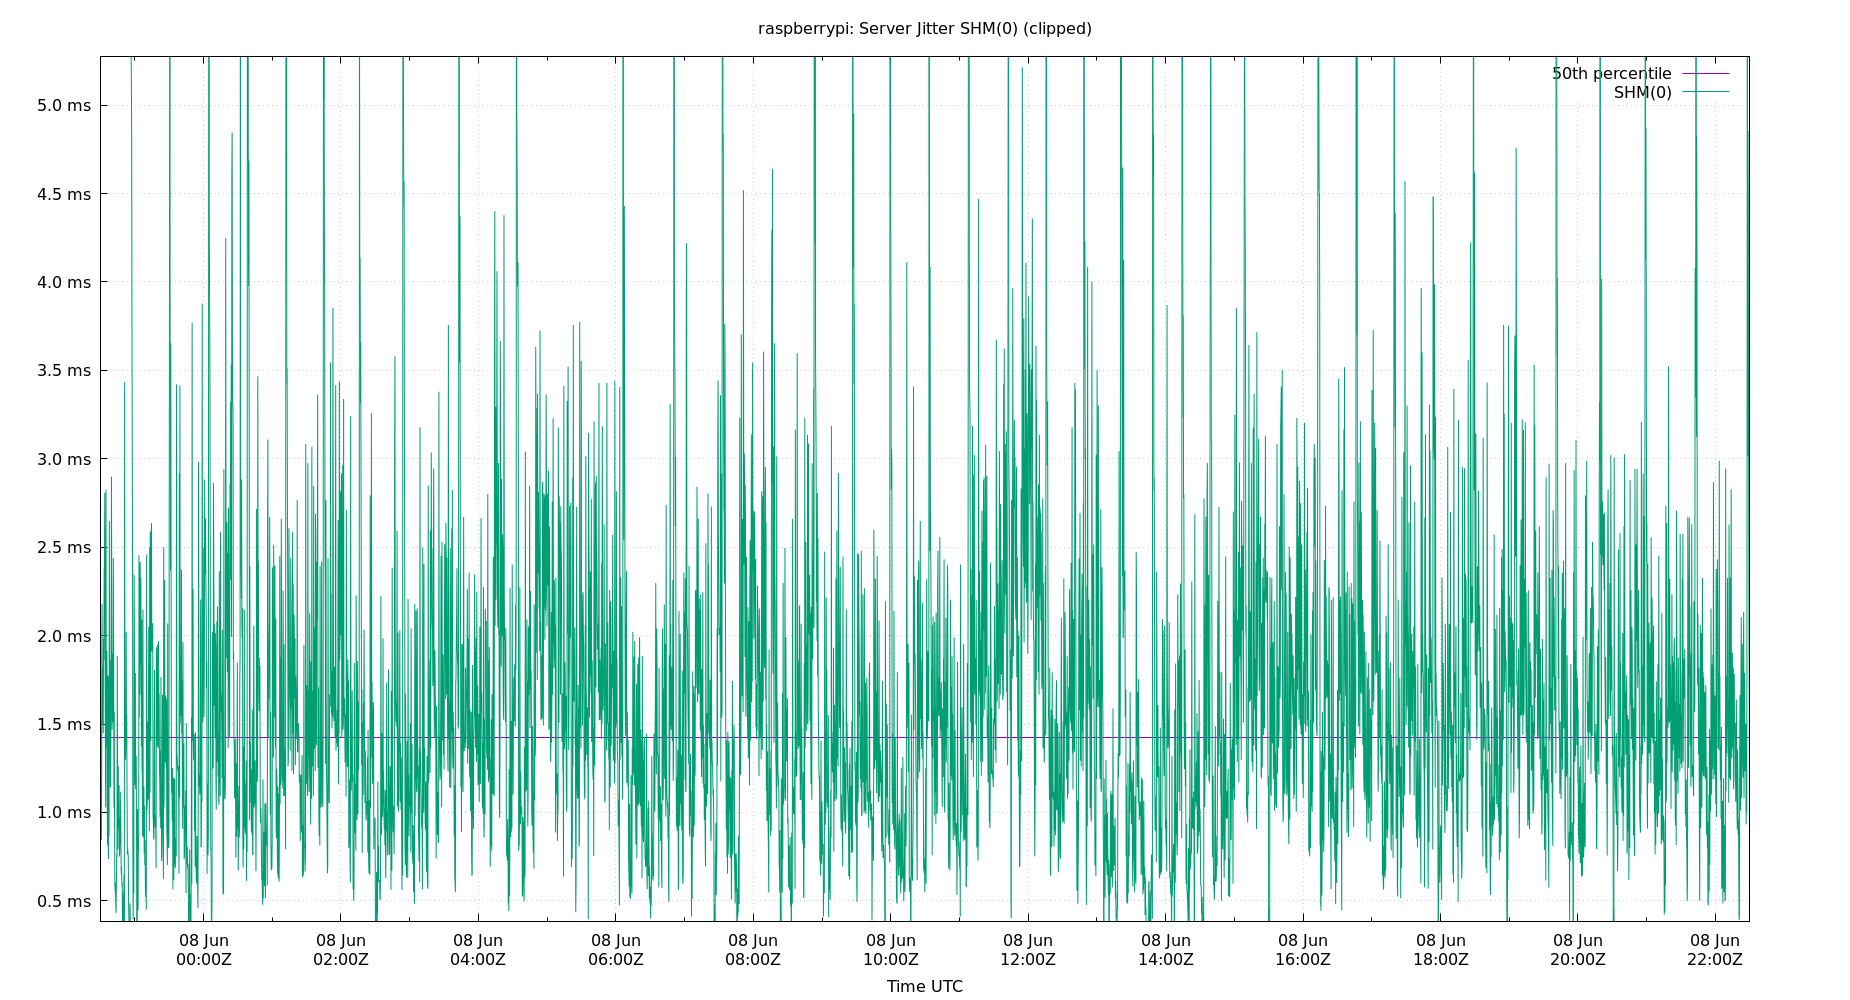 raspberrypi: Server Jitter SHM(0) (clipped)
50th percentile
SHM(0)
5.0 ms
4.5 ms
4.0 ms
3.5 ms
3.0 ms
2.5 ms
2.0 ms
1.5 ms
1.0 ms
0.5 ms
08 Jun 08 Jun 08 Jun 08 Jun 08 Jun 08 Jun 08 Jun 08 Jun 08 Jun 08 Jun 08 Jun 08 Jun
00:00Z 02:00Z 04:00Z 06:00Z 08:00Z 10:00Z 12:00Z 14:00Z 16:00Z 18:00Z 20:00Z 22:00Z
Time UTC